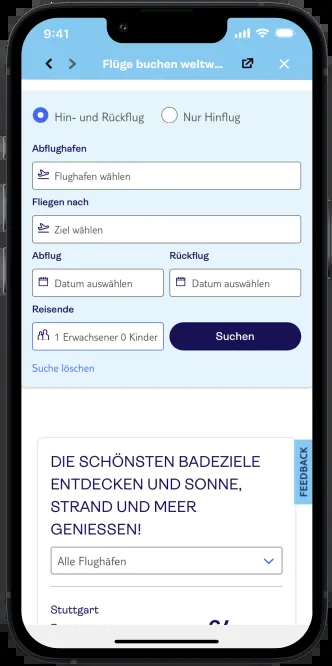 9:41
Flüge buchen weltw...
Hin- und Rückflug Nur Hinflug
Abflughafen
Flughafen wählen
Fliegen nach
Ziel wählen
Abflug Rückflug
Datum auswählen Datum auswählen
Reisende
1 Erwachsener 0 Kinder Suchen
Suche löschen
FEEDBACK
DIE SCHÖNSTEN BADEZIELE
ENTDECKEN UND SONNE,
STRAND UND MEER
GENIESSEN!
Alle Flughäfen
Stuttgart